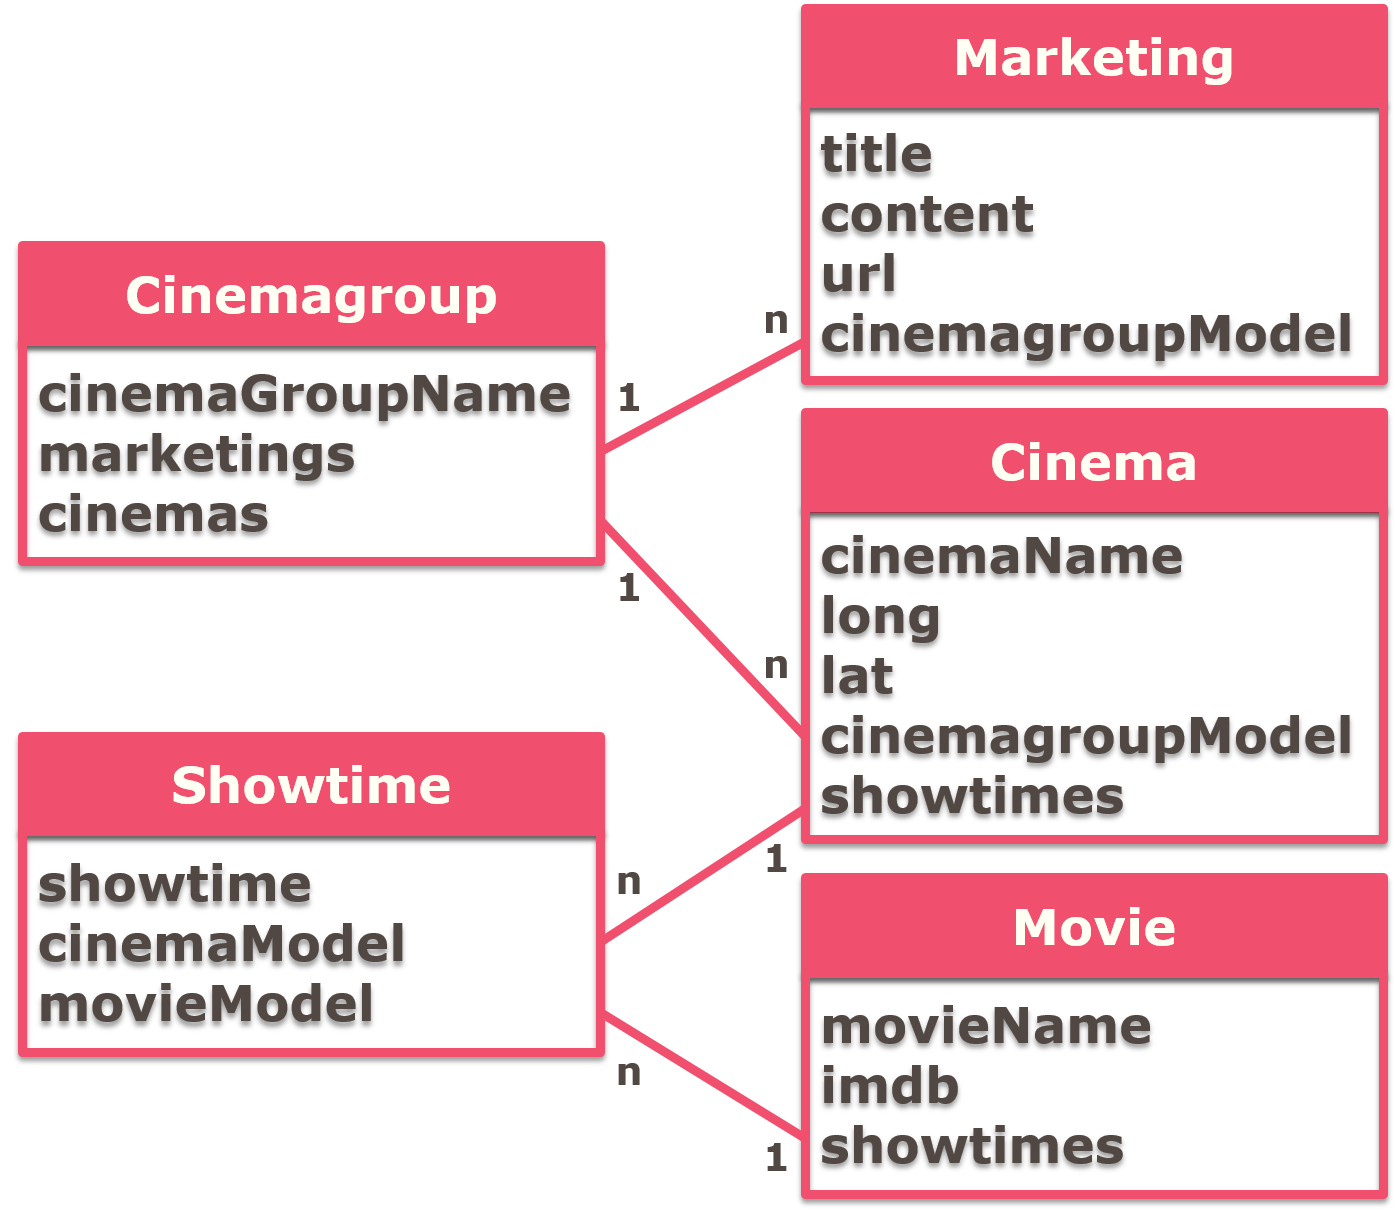 Marketing
title
content
url
cinemagroupModel
n
Cinemagroup
cinemaGroupName
marketings
cinemas
1
1
Cinema
cinemaName
long
lat
cinemagroupModel
showtimes
n
1
Showtime
showtime
cinemaModel
movieModel
n
n
Movie
movieName
imdb
showtimes
1